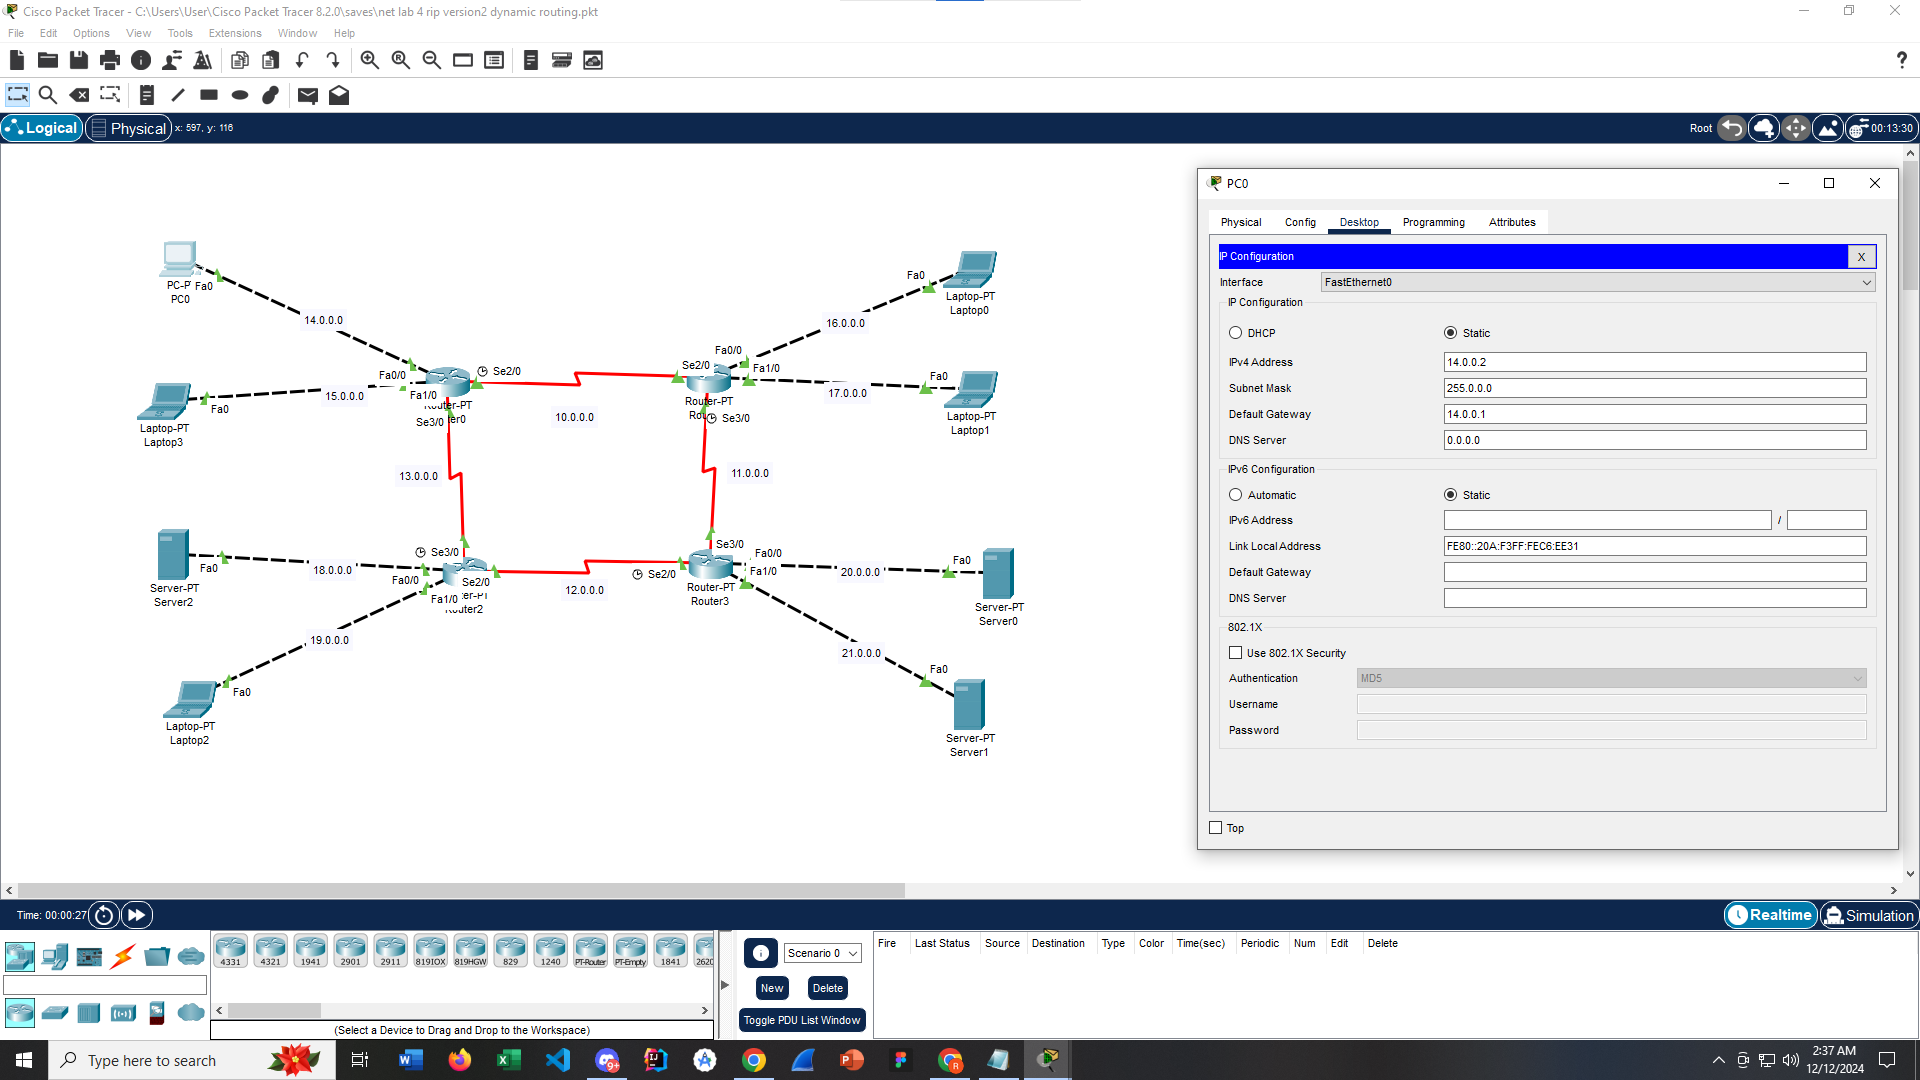 Cisco Packet Tracer - C:\Users\User\Cisco Packet Tracer 8.2.0\saves\net lab 4 rip version2 dynamic routing.pkt
File Edit Options View Tools Extensions Window Help
Logical Physical x: 597, y: 116
Root 00:13:30
PC-P Fa0
PC0
14.0.0.0
Laptop-PT
Laptop3
Fa0
15.0.0.0
Fa0/0
Fa1/0
Se2/0
Router-PT
Se3/0
10.0.0.0
13.0.0.0
Fa0/0
Se2/0
Fa1/0
Router-PT
Se3/0
16.0.0.0
Fa0
Laptop-PT
Laptop0
17.0.0.0
Fa0
Laptop-PT
Laptop1
11.0.0.0
Server-PT
Server2
Fa0
18.0.0.0
Se3/0
Fa0/0
Se2/0
Fa1/0
Router2
12.0.0.0
19.0.0.0
Fa0
Laptop-PT
Laptop2
Se3/0
Fa0/0
Fa1/0
Se2/0
Router-PT
Router3
20.0.0.0
Fa0
Server-PT
Server0
21.0.0.0
Fa0
Server-PT
Server1
PC0
Physical Config Desktop Programming Attributes
IP Configuration X
Interface FastEthernet0
IP Configuration
DHCP Static
IPv4 Address 14.0.0.2
Subnet Mask 255.0.0.0
Default Gateway 14.0.0.1
DNS Server 0.0.0.0
IPv6 Configuration
Automatic Static
IPv6 Address /
Link Local Address FE80::20A:F3FF:FEC6:EE31
Default Gateway
DNS Server
802.1X
Use 802.1X Security
Authentication MD5
Username
Password
Top
Time: 00:00:27
Realtime Simulation
4331 4321 1941 2901 2911 819IOX 819HGW 829 1240 PT-Router PT-Empty 1841 2620
(Select a Device to Drag and Drop to the Workspace)
Scenario 0
New Delete
Toggle PDU List Window
Fire Last Status Source Destination Type Color Time(sec) Periodic Num Edit Delete
Type here to search
2:37 AM
12/12/2024